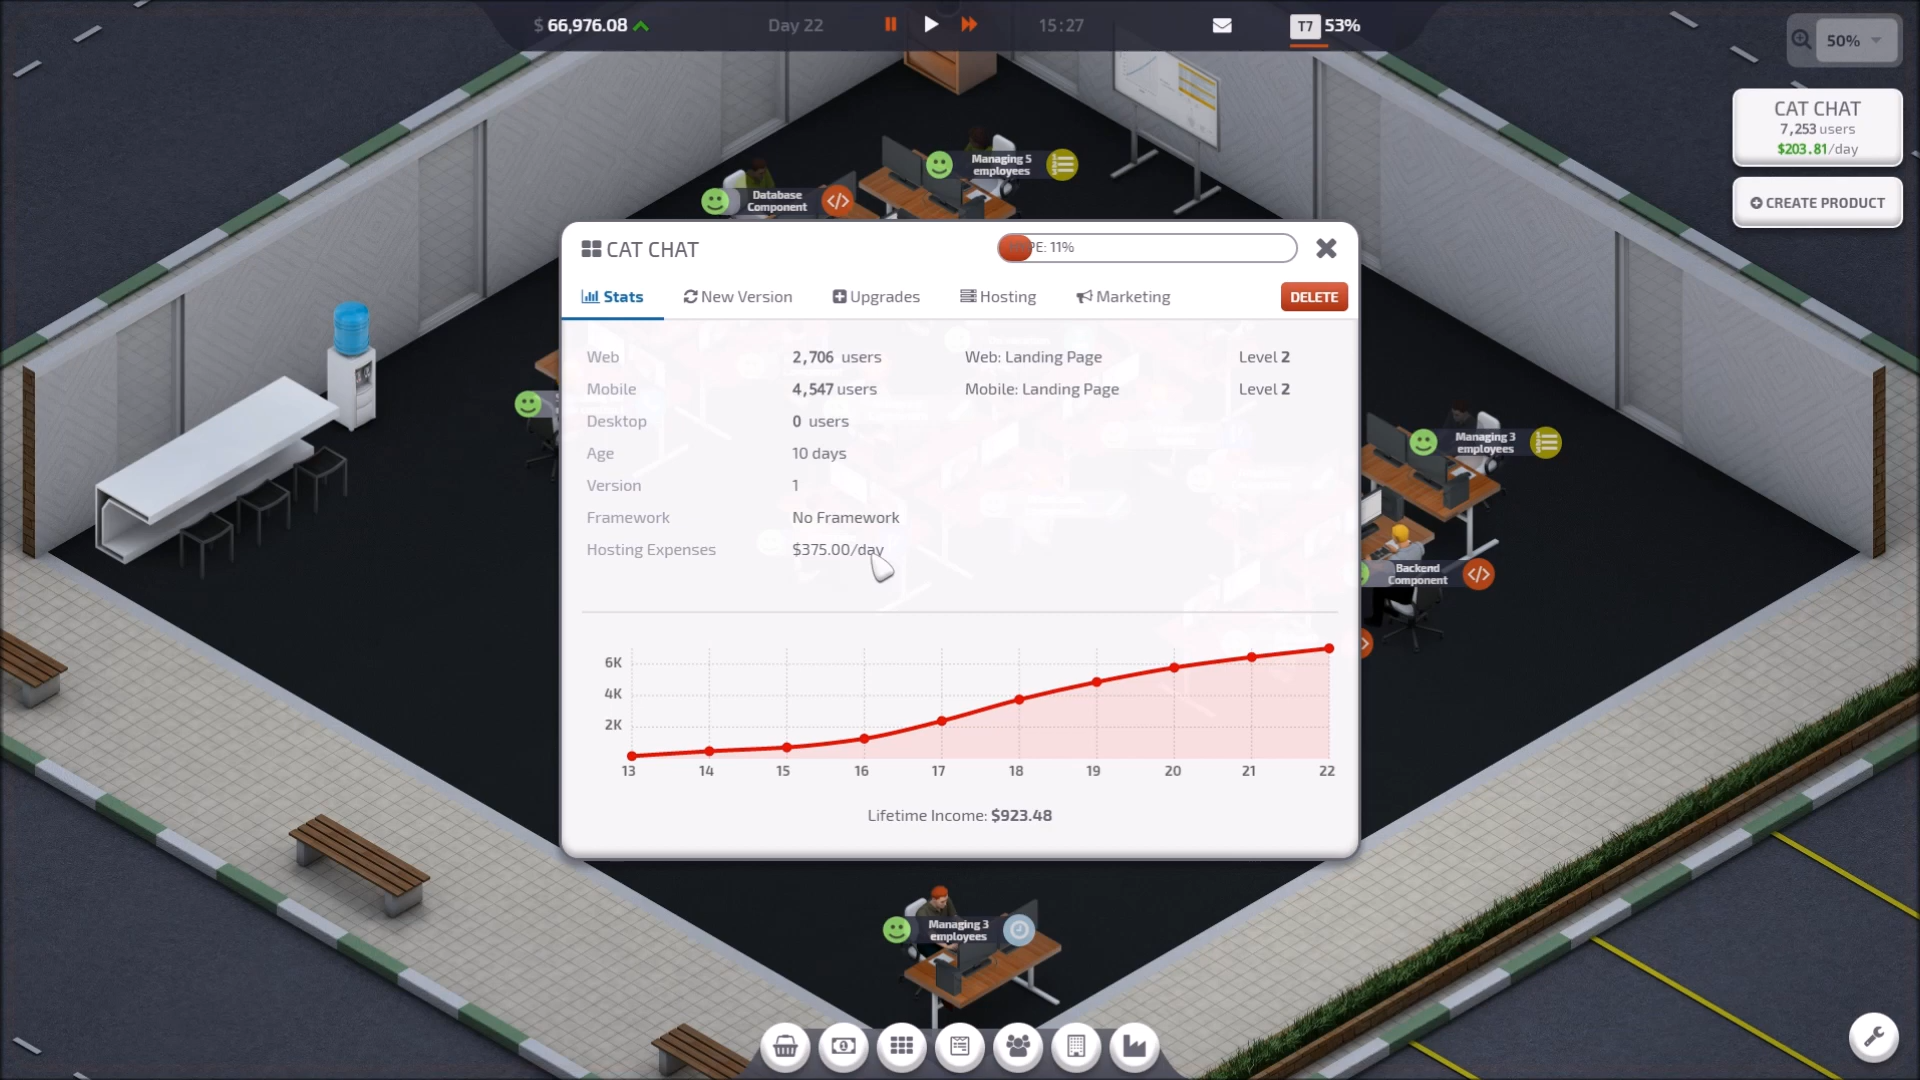 $ 66,976.08
Day 22
15:27
T7 53%
50%
CAT CHAT
7,253 users
$203.81/day
CREATE PRODUCT
Managing 5
employees
Database
Component
CAT CHAT
11%
Stats
New Version
Upgrades
Hosting
Marketing
DELETE
Web 2,706 users Web: Landing Page Level 2
Mobile 4,547 users Mobile: Landing Page Level 2
Desktop 0 users
Age 10 days
Version 1
Framework No Framework
Hosting Expenses $375.00/day
Managing 3
employees
Backend
Component
6K
4K
2K
13 14 15 16 17 18 19 20 21 22
Lifetime Income: $923.48
Managing 3
employees